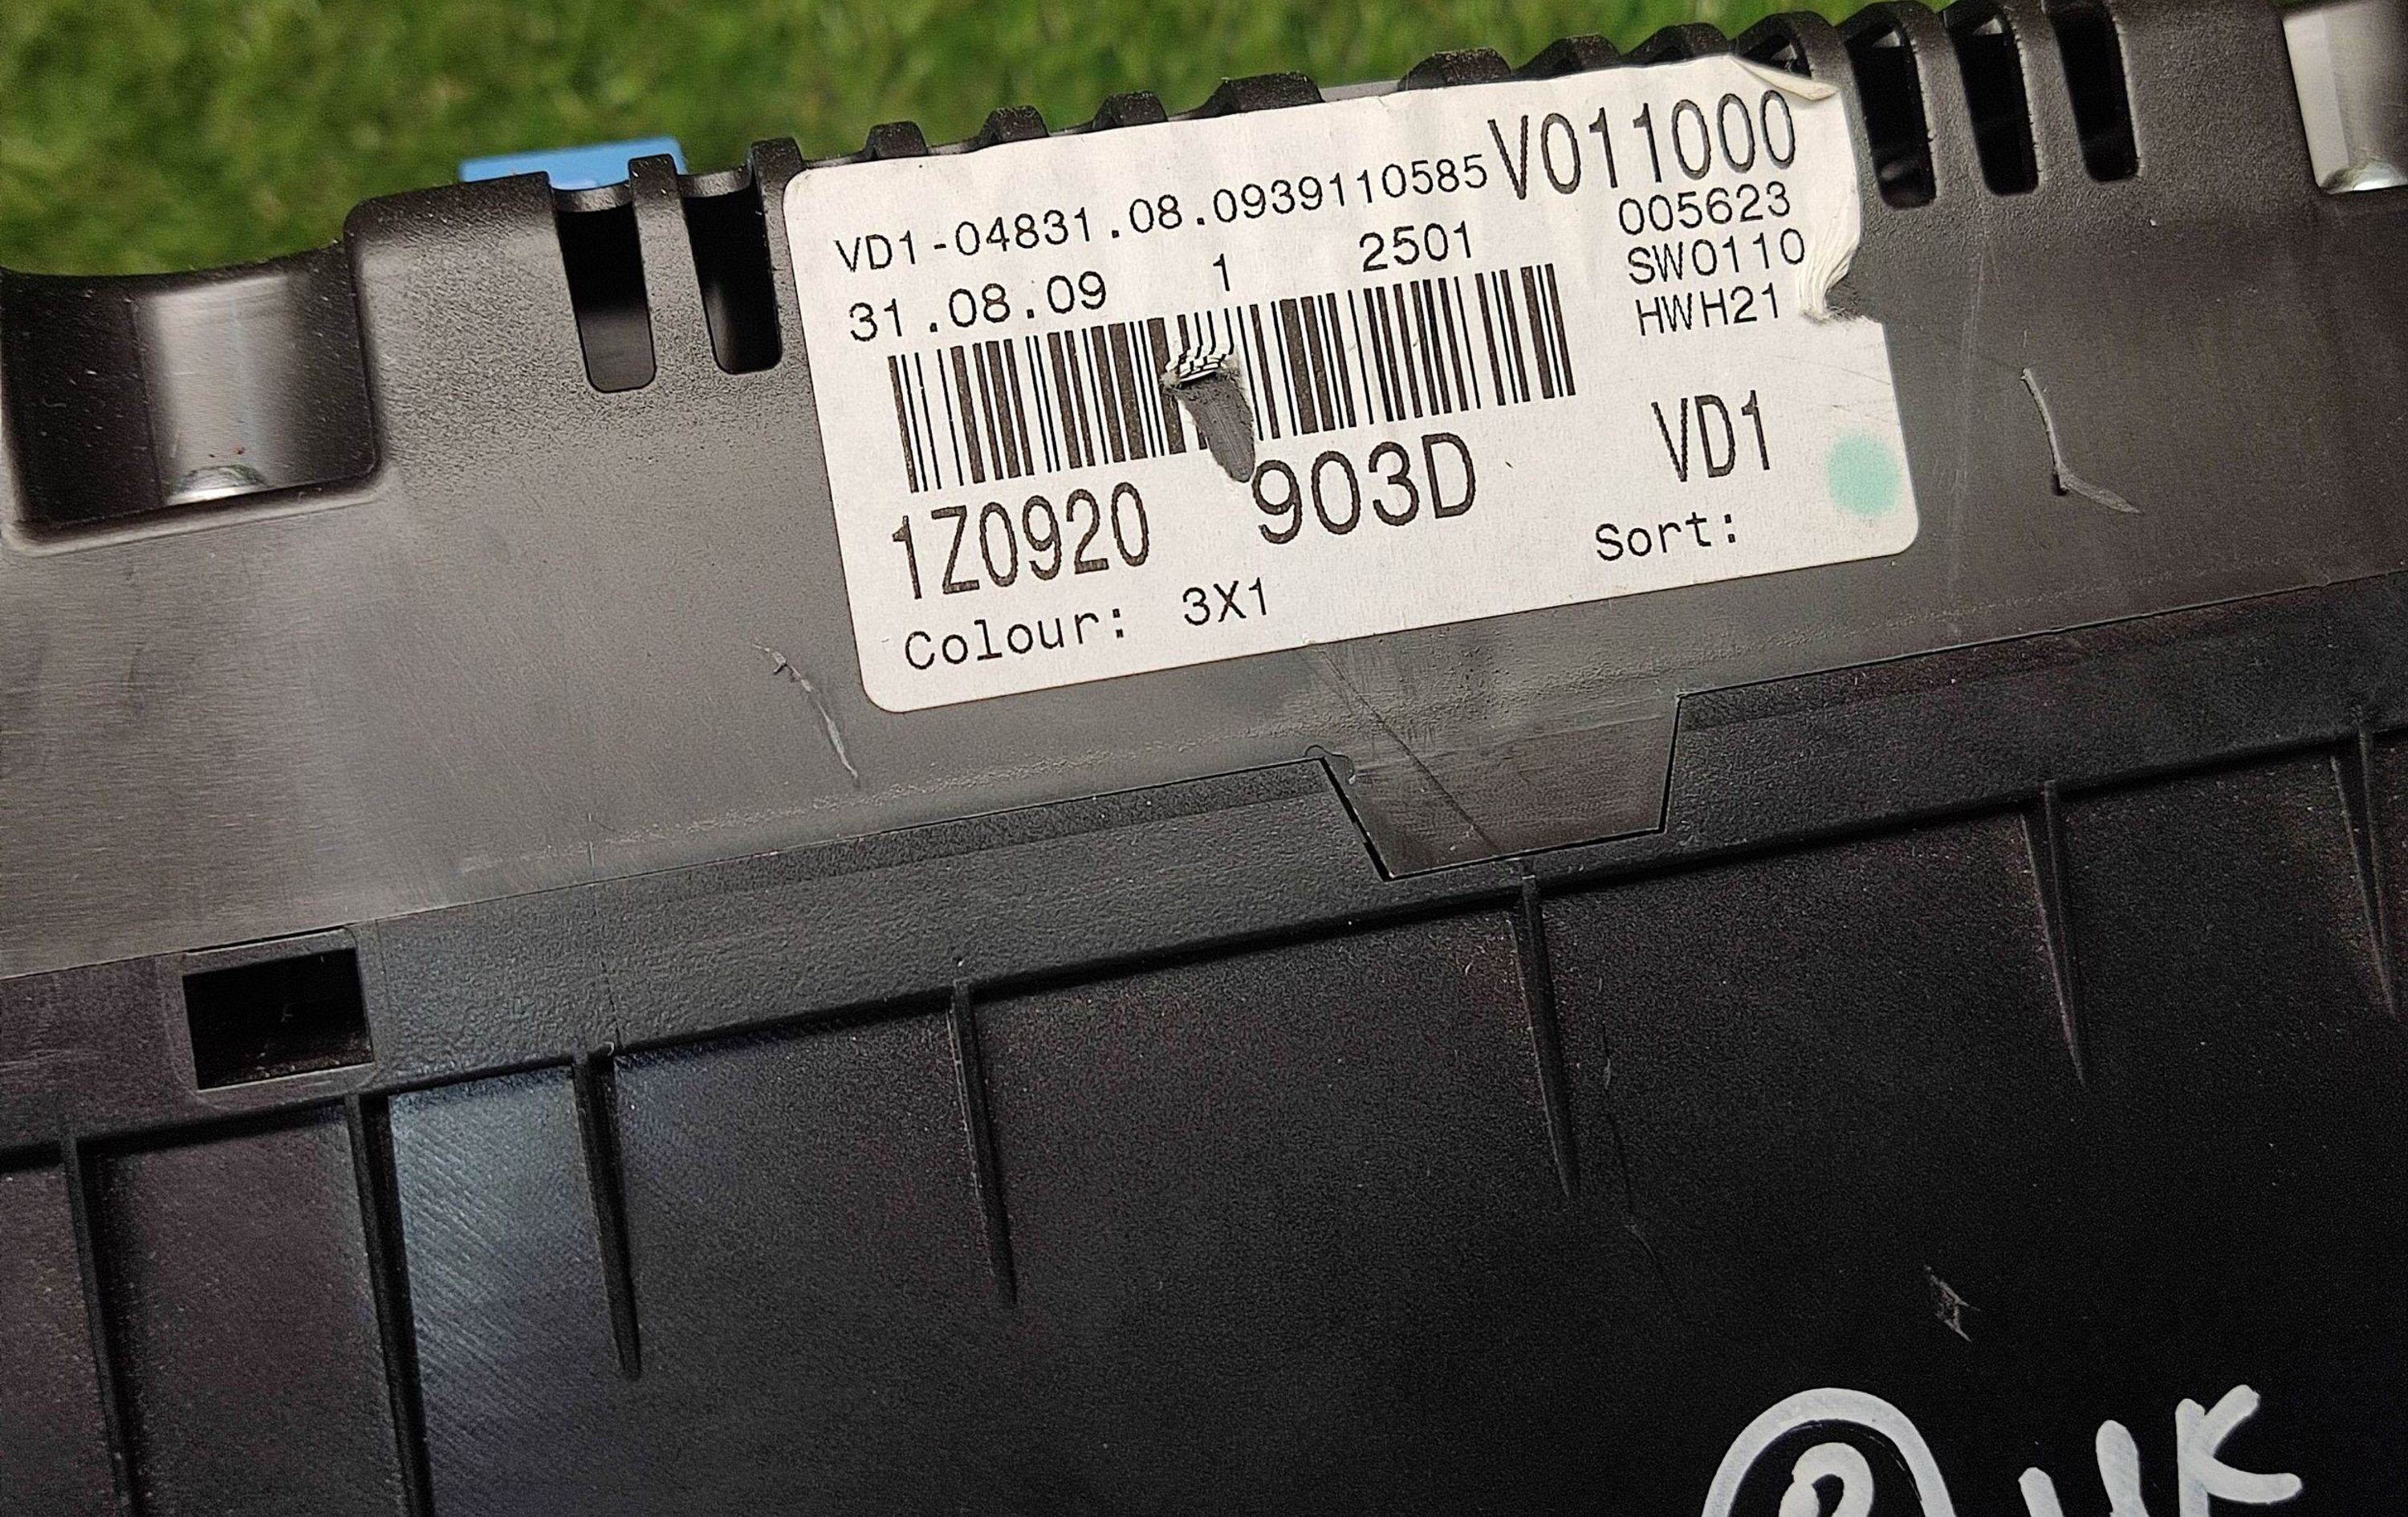 VD1-04831.08.0939110585 V011000
005623
31.08.09 1 2501 SW0110
HWH21
VD1
1Z0920 903D
Sort:
Colour: 3X1